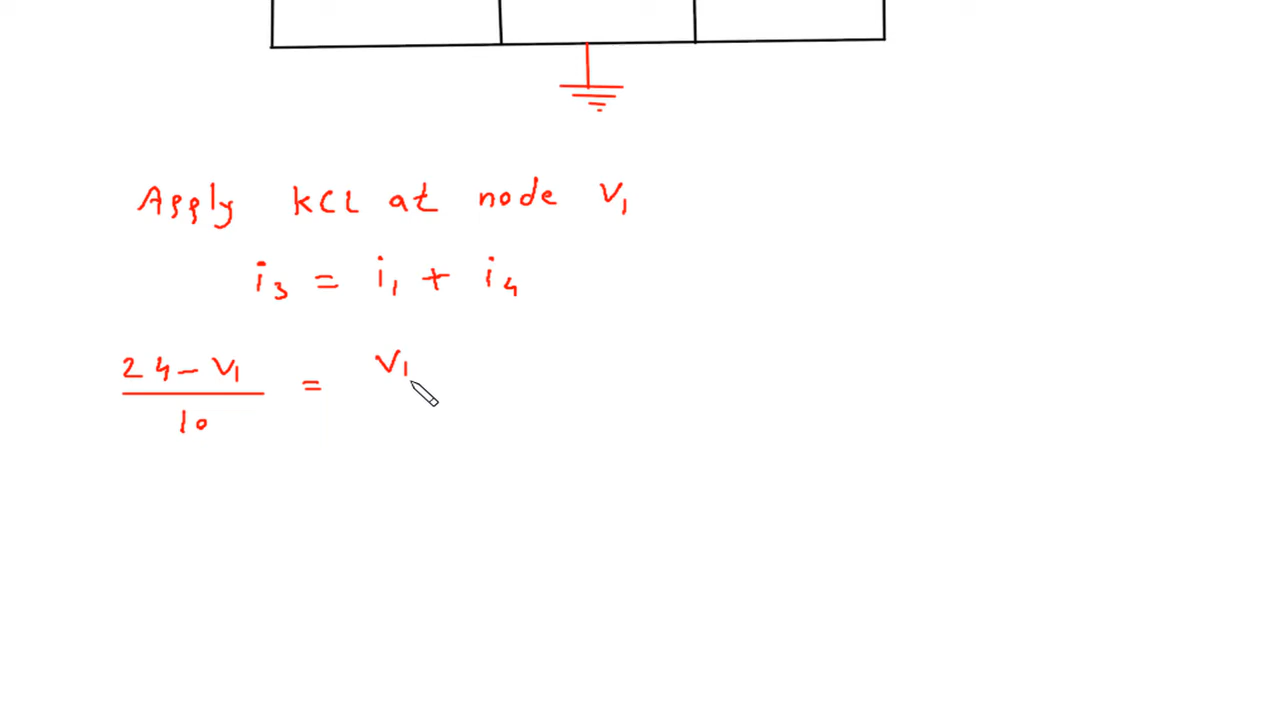 Apply KCL at node V₁
i₃ = i₁ + i₄
24 - V₁ / 10 = V₁